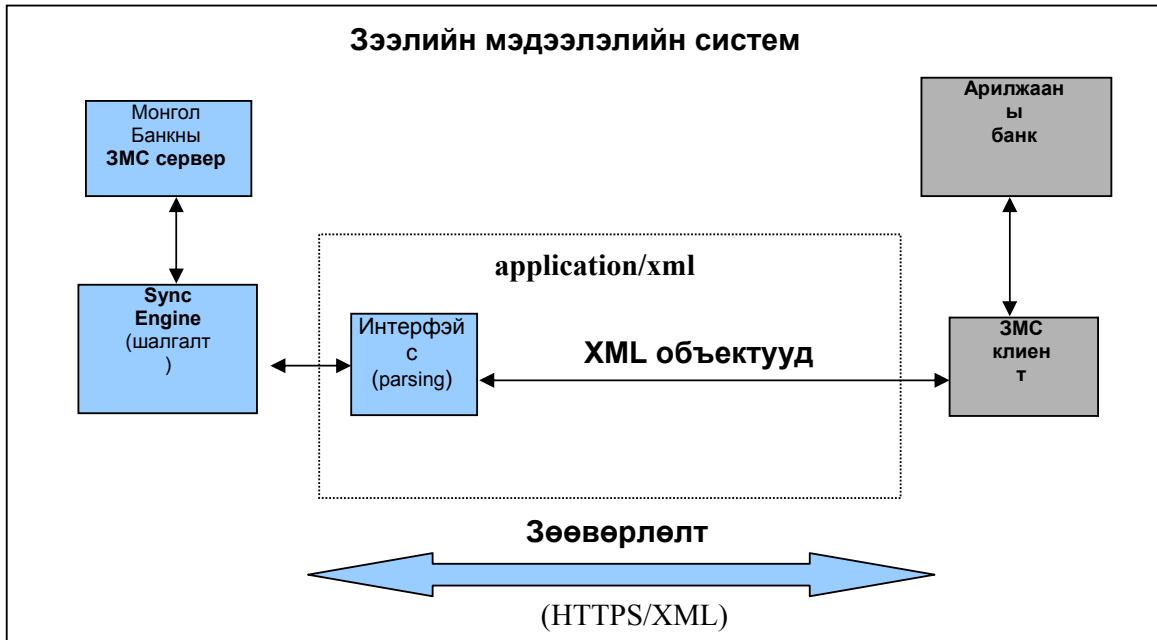 Зээлийн мэдээлэлийн систем
Монгол
Банкны
ЗМС сервер
Арилжаан
ы
банк
application/xml
Sync
Engine
(шалгалт
)
Интерфэй
с
(parsing)
XML объектууд
ЗМС
клиен
т
Зөөвөрлөлт
(HTTPS/XML)